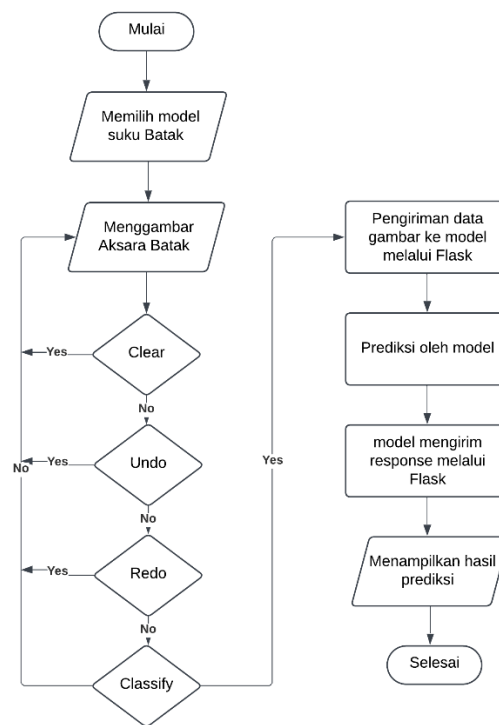 Mulai
Memilih model
suku Batak
Menggambar
Aksara Batak
Clear
Yes
No
Undo
Yes
No
No
Redo
Yes
No
Classify
Yes
Pengiriman data
gambar ke model
melalui Flask
Prediksi oleh model
model mengirim
response melalui
Flask
Menampilkan hasil
prediksi
Selesai